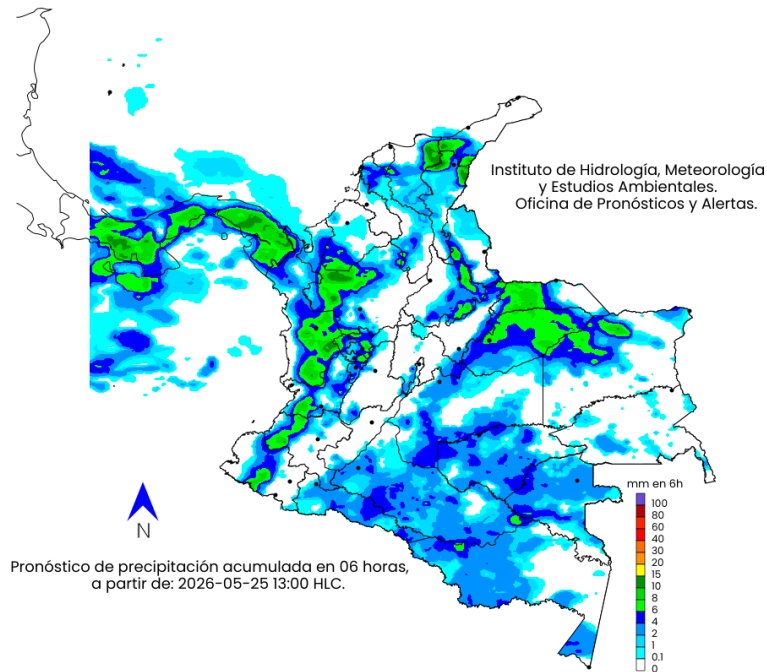 Instituto de Hidrología, Meteorología
y Estudios Ambientales.
Oficina de Pronósticos y Alertas.
mm en 6h
100
80
60
40
30
20
15
10
8
6
4
2
1
0.1
0
N
Pronóstico de precipitación acumulada en 06 horas,
a partir de: 2026-05-25 13:00 HLC.